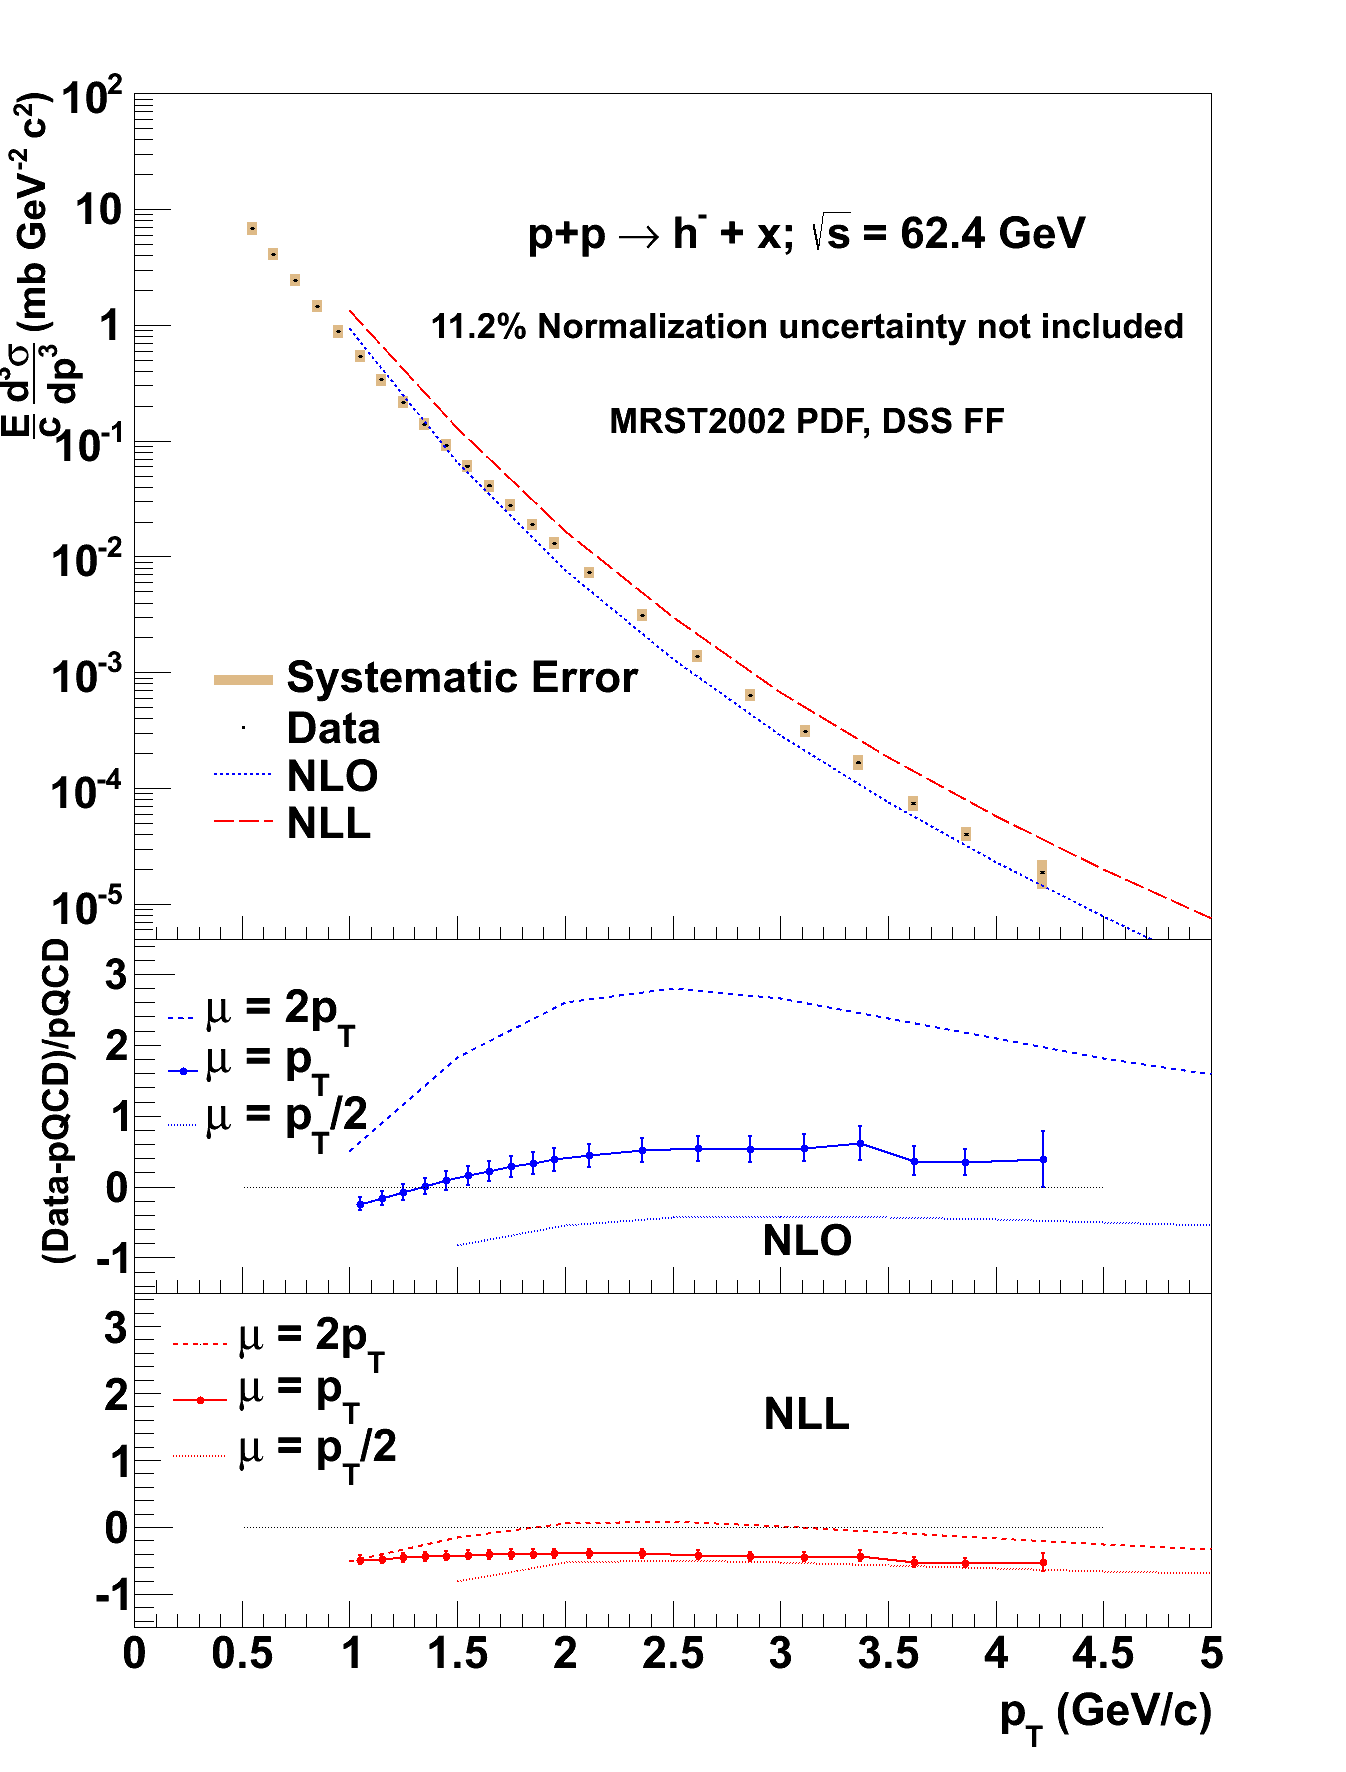 10²
10
1
10⁻¹
10⁻²
10⁻³
10⁻⁴
10⁻⁵
E d³σ
c dp³ (mb GeV⁻² c²)
p+p → h⁻ + x; √s = 62.4 GeV
11.2% Normalization uncertainty not included
MRST2002 PDF, DSS FF
Systematic Error
Data
NLO
NLL
(Data-pQCD)/pQCD
3
2
1
0
-1
μ = 2p_T
μ = p_T
μ = p_T/2
NLO
3
2
1
0
-1
μ = 2p_T
μ = p_T
μ = p_T/2
NLL
0 0.5 1 1.5 2 2.5 3 3.5 4 4.5 5
p_T (GeV/c)